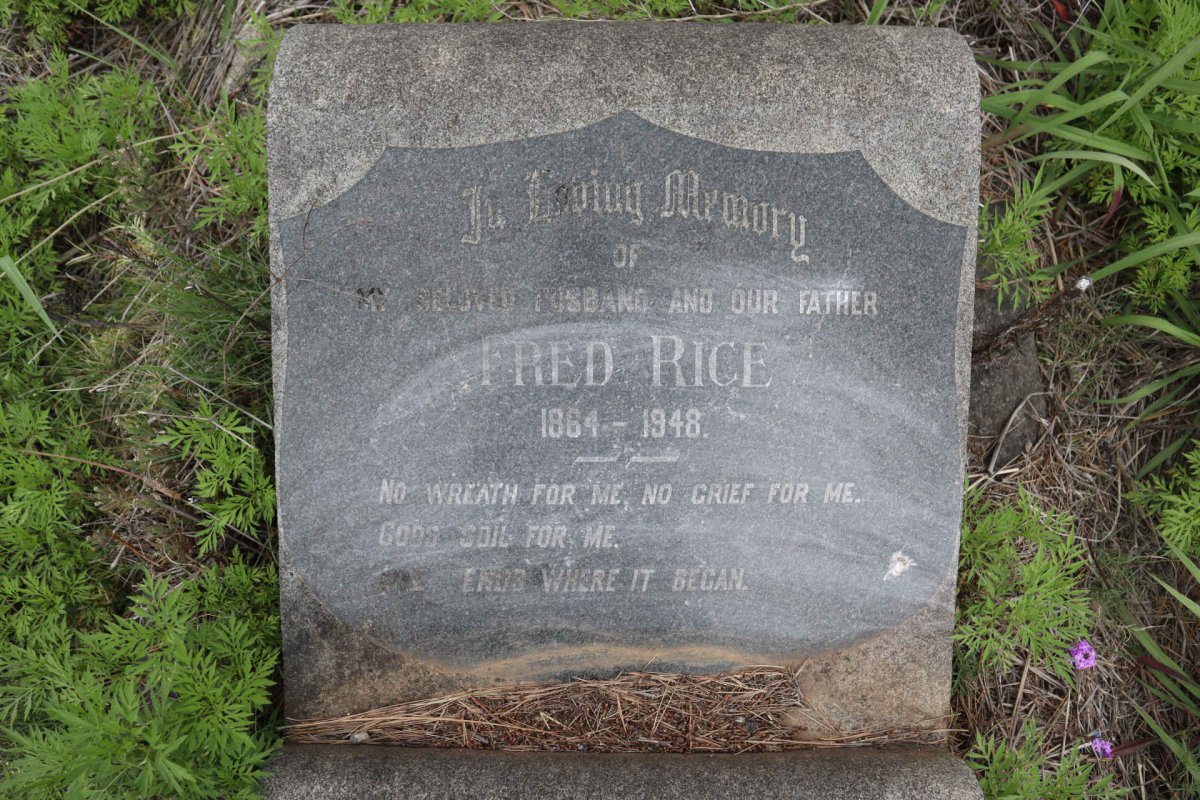 In Loving Memory
OF
MY BELOVED HUSBAND AND OUR FATHER
FRED RICE
1864 - 1948.
NO WREATH FOR ME, NO GRIEF FOR ME.
GOOD SOIL FOR ME.
ENDS WHERE IT BEGAN.